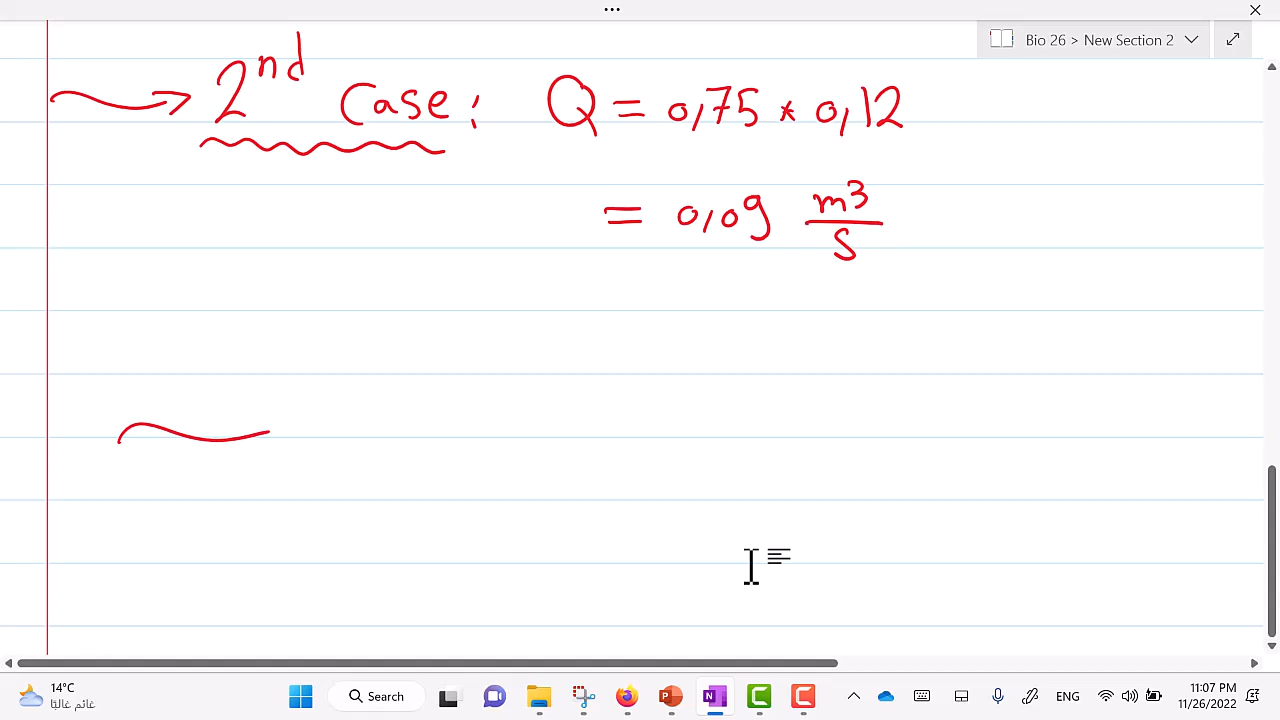 Bio 26 > New Section 2
2nd Case: Q = 0,75 * 0,12
= 0,09 m3/s
14°C
غائم غالبًا
Search
ENG
11:07 PM
11/26/2022